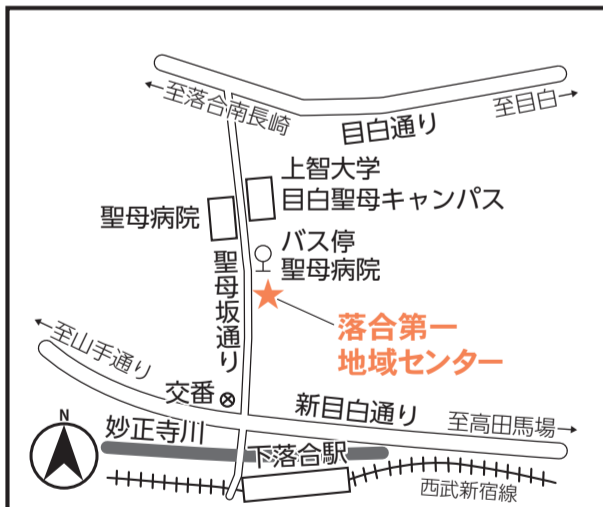 ←至落合南長崎
至目白→
目白通り
上智大学
目白聖母キャンパス
聖母病院
バス停
聖母病院
聖母坂通り
落合第一
地域センター
←至山手通り
交番
新目白通り
至高田馬場→
妙正寺川
下落合駅
西武新宿線
N